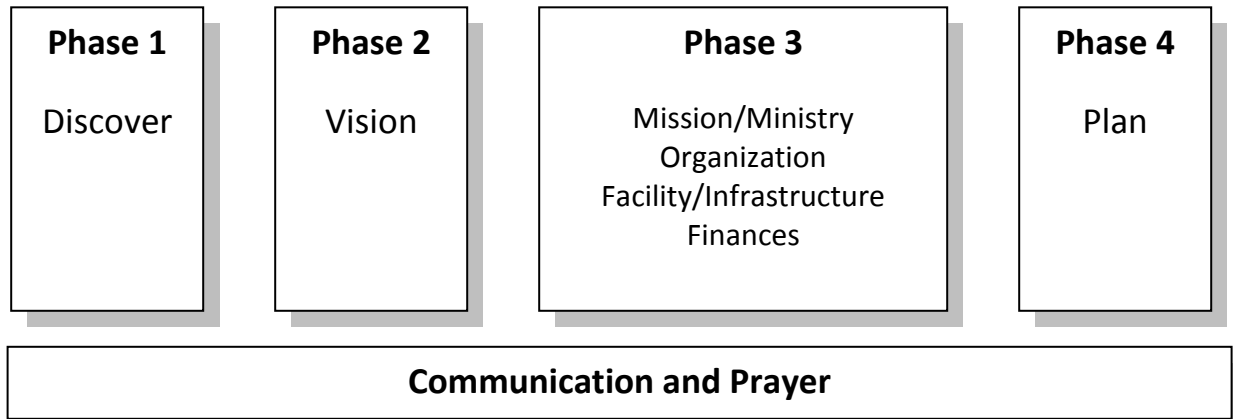 Phase 1
Discover
Phase 2
Vision
Phase 3
Mission/Ministry
Organization
Facility/Infrastructure
Finances
Phase 4
Plan
Communication and Prayer